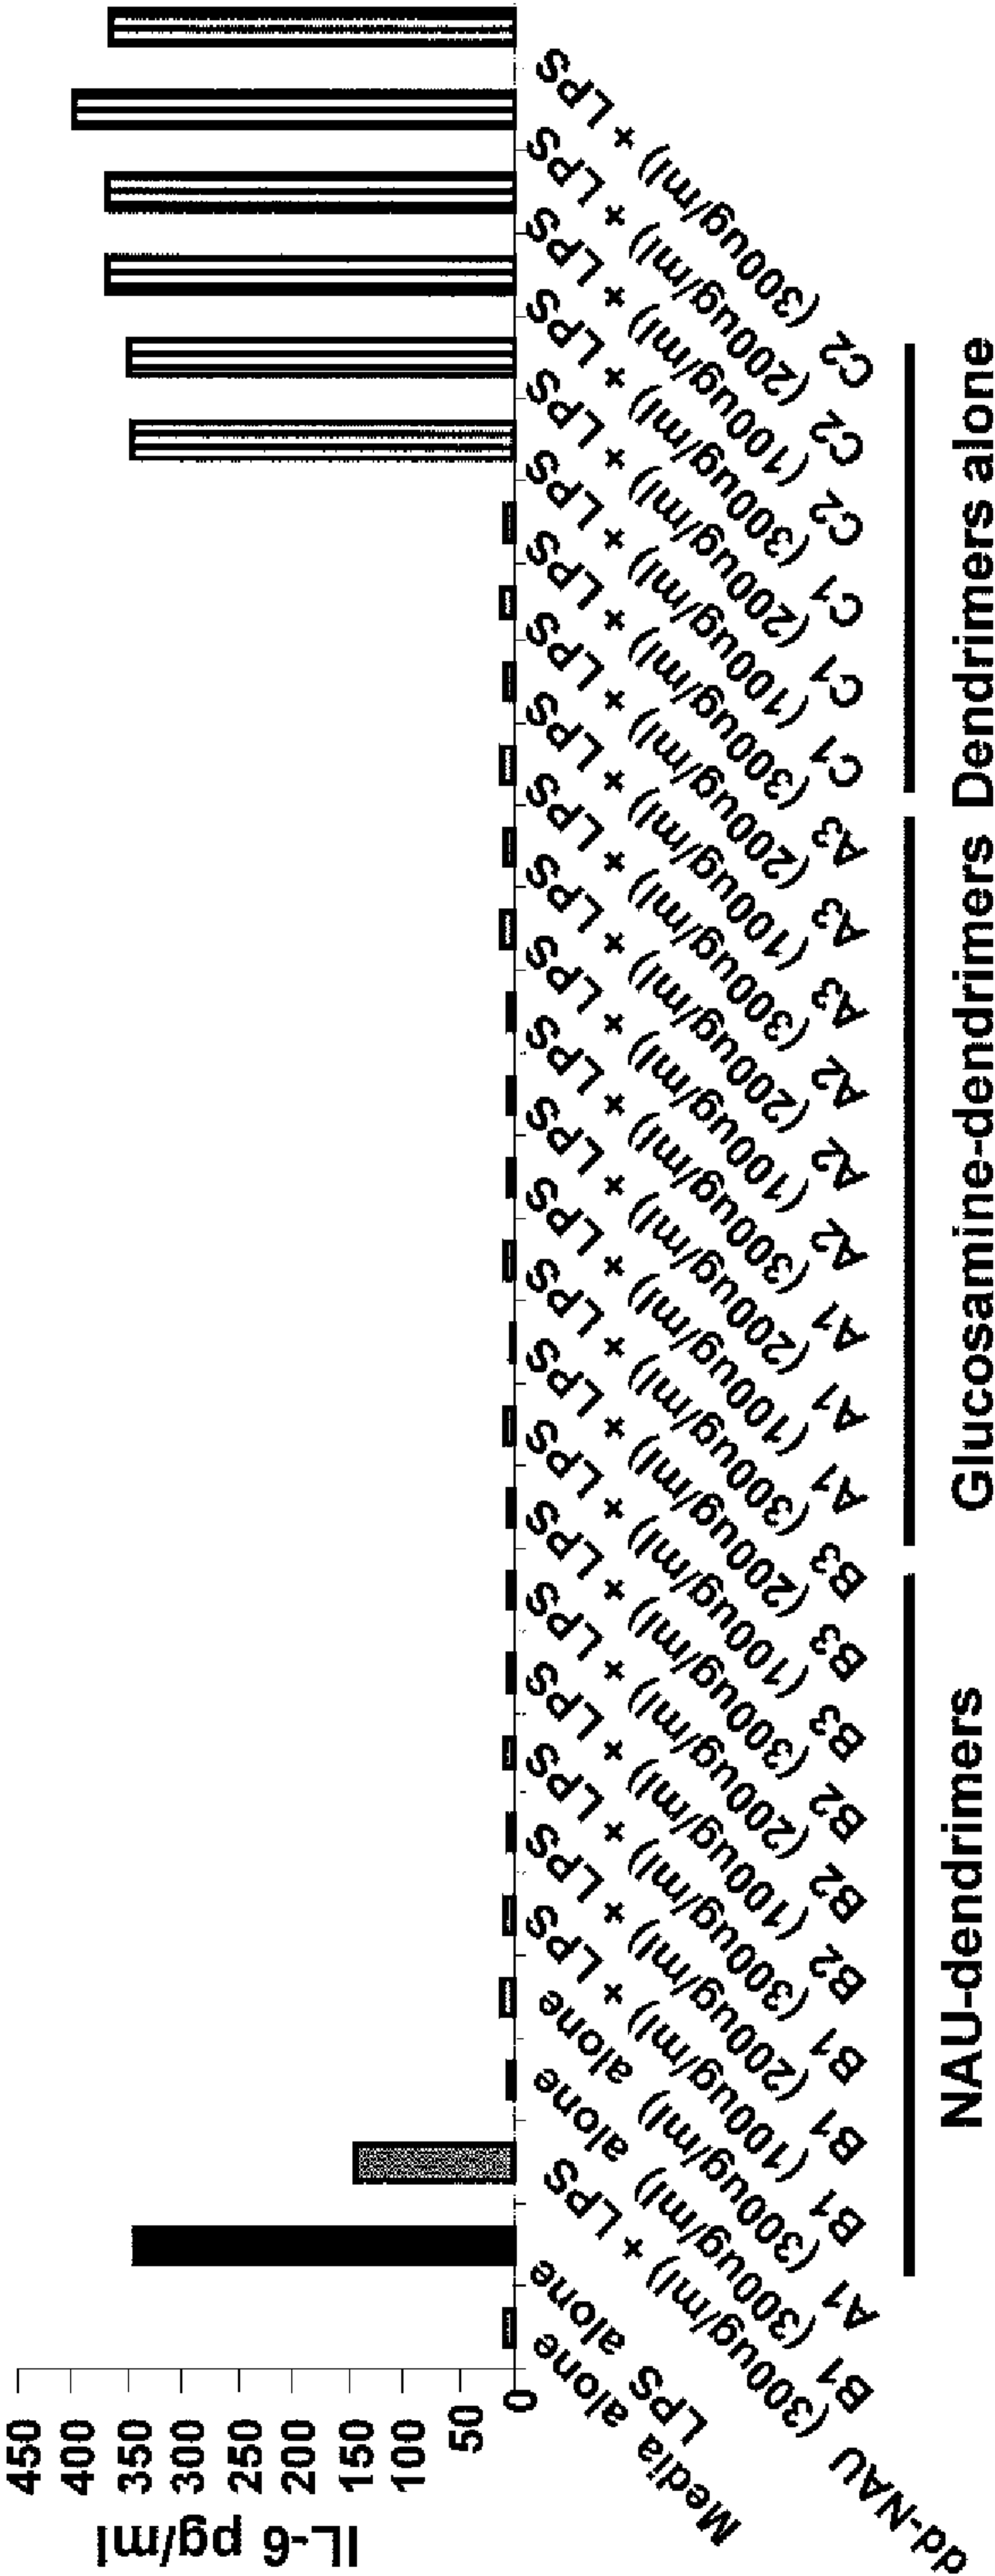 IL-6 pg/ml
450
400
350
300
250
200
150
100
50
0
Media alone
LPS alone
dd-NAU (300ug/ml) + LPS
B1 (300ug/ml) alone
A1 (300ug/ml) alone
B1 (100ug/ml) + LPS
B1 (200ug/ml) + LPS
B1 (300ug/ml) + LPS
B2 (100ug/ml) + LPS
B2 (200ug/ml) + LPS
B2 (300ug/ml) + LPS
B3 (100ug/ml) + LPS
B3 (200ug/ml) + LPS
B3 (300ug/ml) + LPS
A1 (100ug/ml) + LPS
A1 (200ug/ml) + LPS
A1 (300ug/ml) + LPS
A2 (100ug/ml) + LPS
A2 (200ug/ml) + LPS
A2 (300ug/ml) + LPS
A3 (100ug/ml) + LPS
A3 (200ug/ml) + LPS
A3 (300ug/ml) + LPS
C1 (100ug/ml) + LPS
C1 (200ug/ml) + LPS
C1 (300ug/ml) + LPS
C2 (100ug/ml) + LPS
C2 (200ug/ml) + LPS
C2 (300ug/ml) + LPS
NAU-dendrimers
Glucosamine-dendrimers
Dendrimers alone